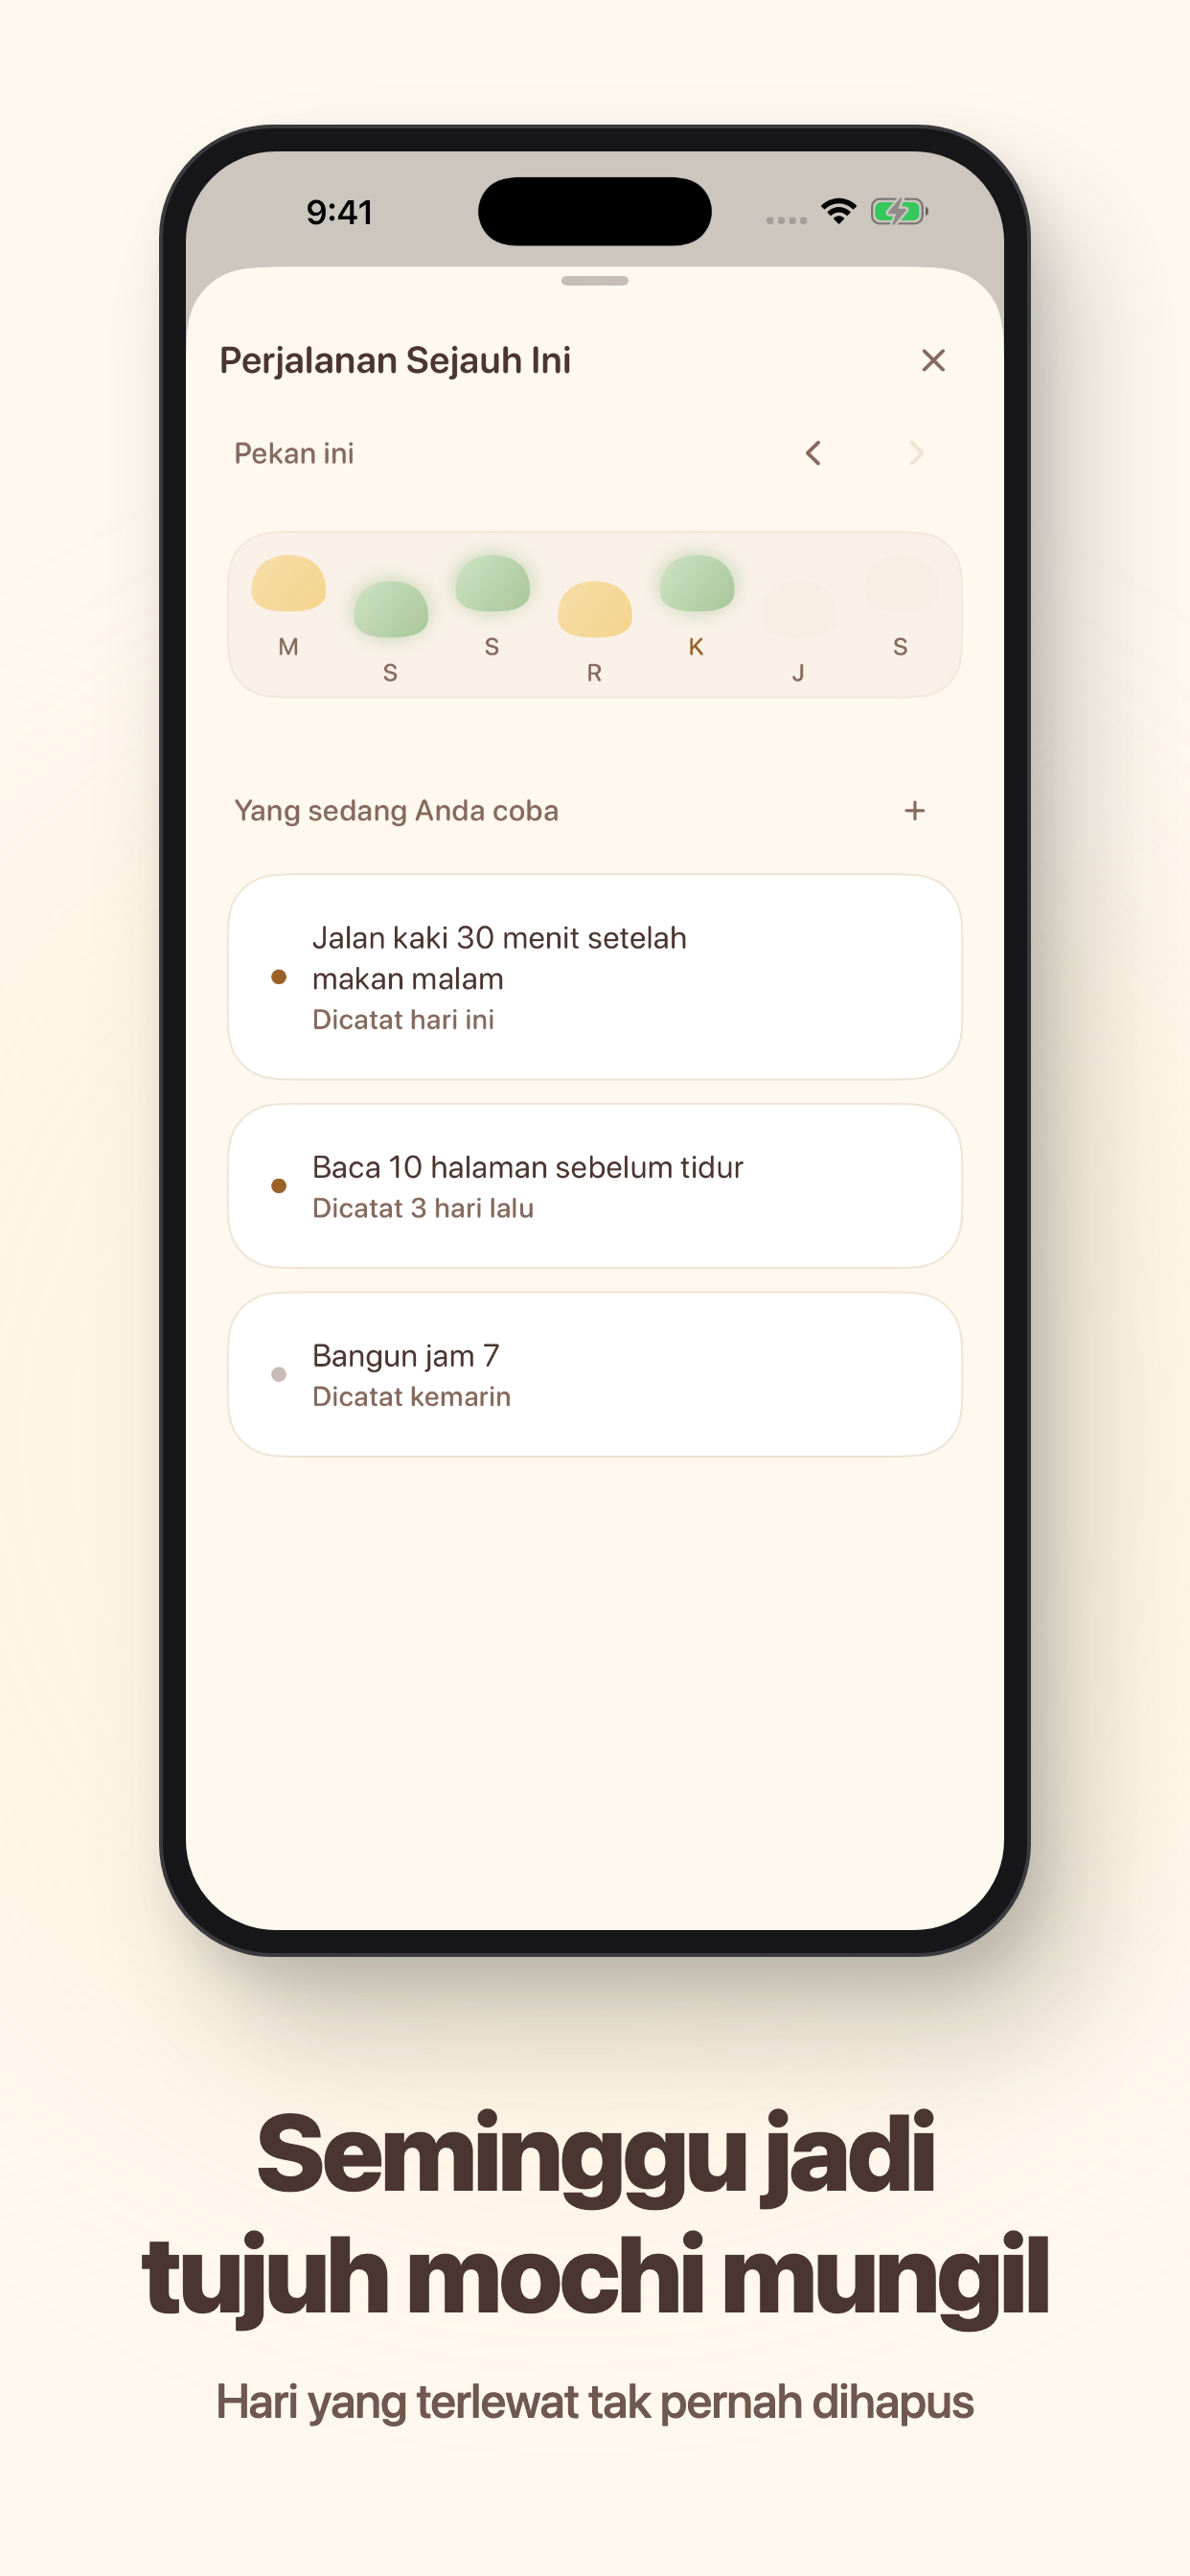 9:41
Perjalanan Sejauh Ini
Pekan ini
M
S
S
R
K
J
S
Yang sedang Anda coba
Jalan kaki 30 menit setelah
makan malam
Dicatat hari ini
Baca 10 halaman sebelum tidur
Dicatat 3 hari lalu
Bangun jam 7
Dicatat kemarin
Seminggu jadi
tujuh mochi mungil
Hari yang terlewat tak pernah dihapus